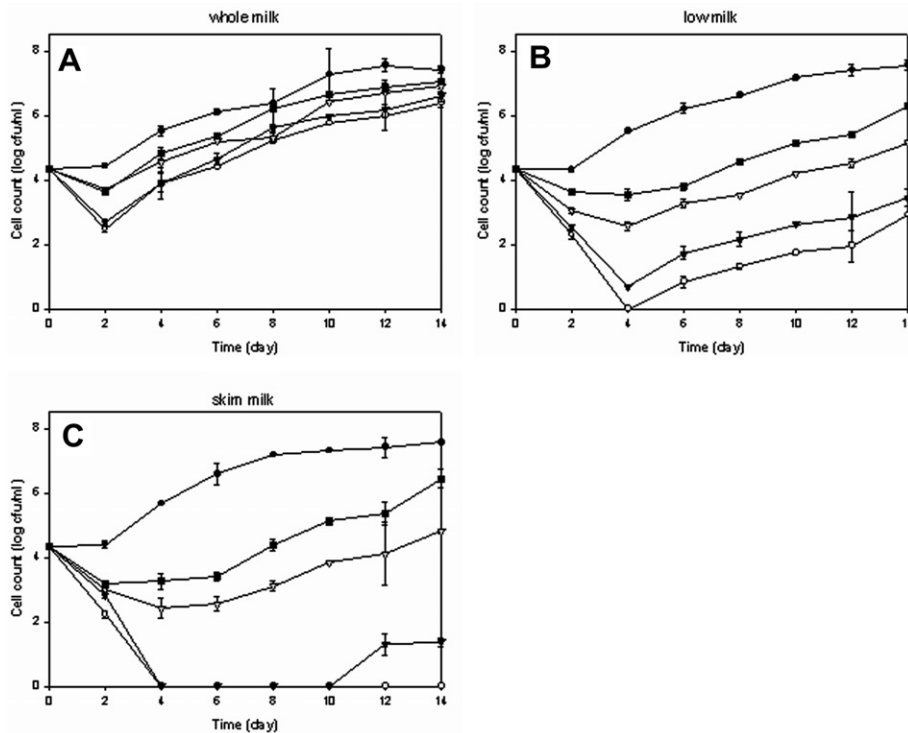 whole milk
A
8
6
4
2
0
Cell count (log cfu/ml)
0 2 4 6 8 10 12 14
Time (day)
low milk
B
8
6
4
2
0
Cell count (log cfu/ml)
0 2 4 6 8 10 12 1
Time (day)
skim milk
C
8
6
4
2
0
Cell count (log cfu/ml)
0 2 4 6 8 10 12 14
Time (day)